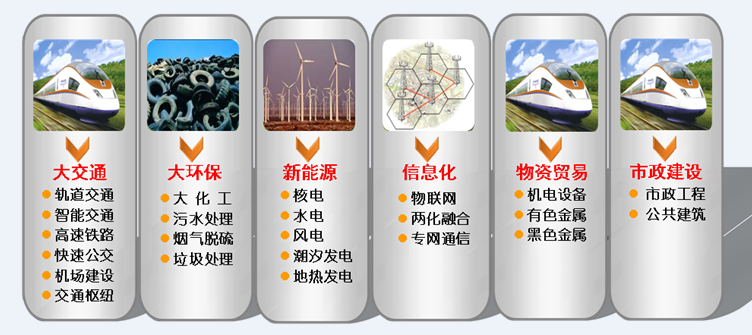 大交通
轨道交通
智能交通
高速铁路
快速公交
机场建设
交通枢纽
大环保
大 化 工
污水处理
烟气脱硫
垃圾处理
新能源
核电
水电
风电
潮汐发电
地热发电
信息化
物联网
两化融合
专网通信
物资贸易
机电设备
有色金属
黑色金属
市政建设
市政工程
公共建筑